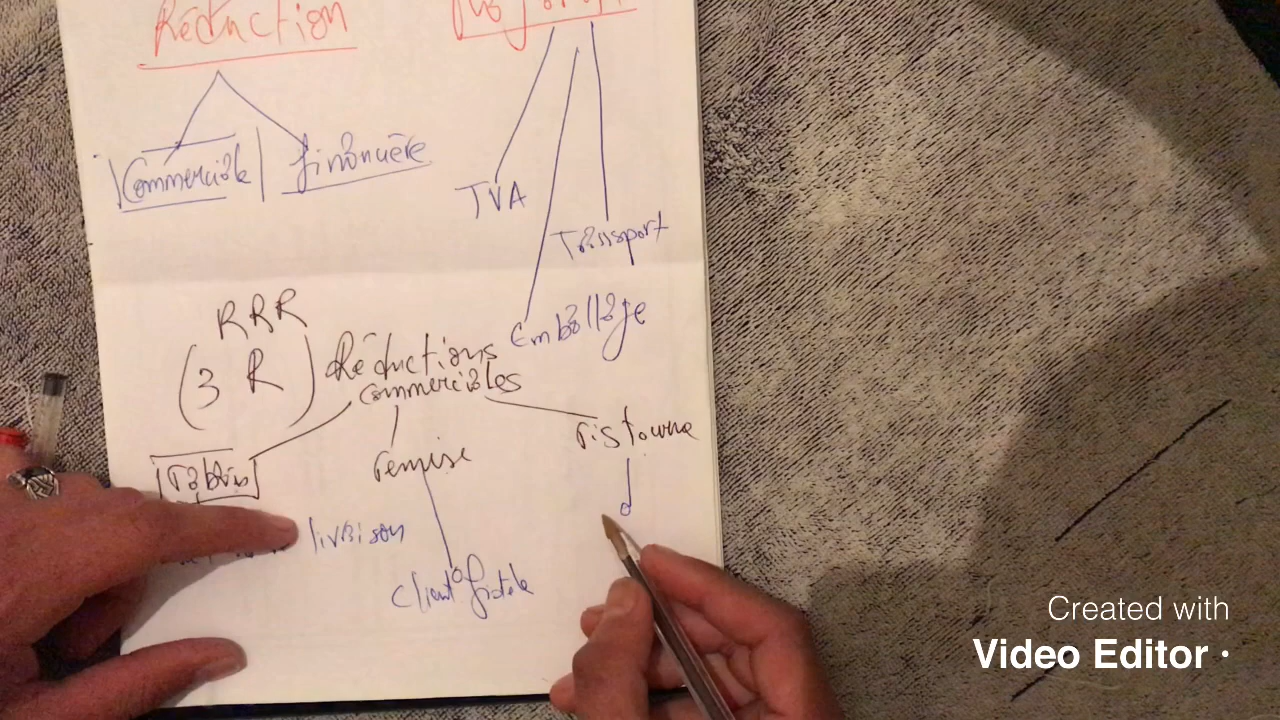 Réduction
Commerciale
financière
TVA
Transport
Emballage
RRR
(3 R)
Réductions
commerciales
rabais
remise
ristourne
livraison
client fidele
d
Created with
Video Editor